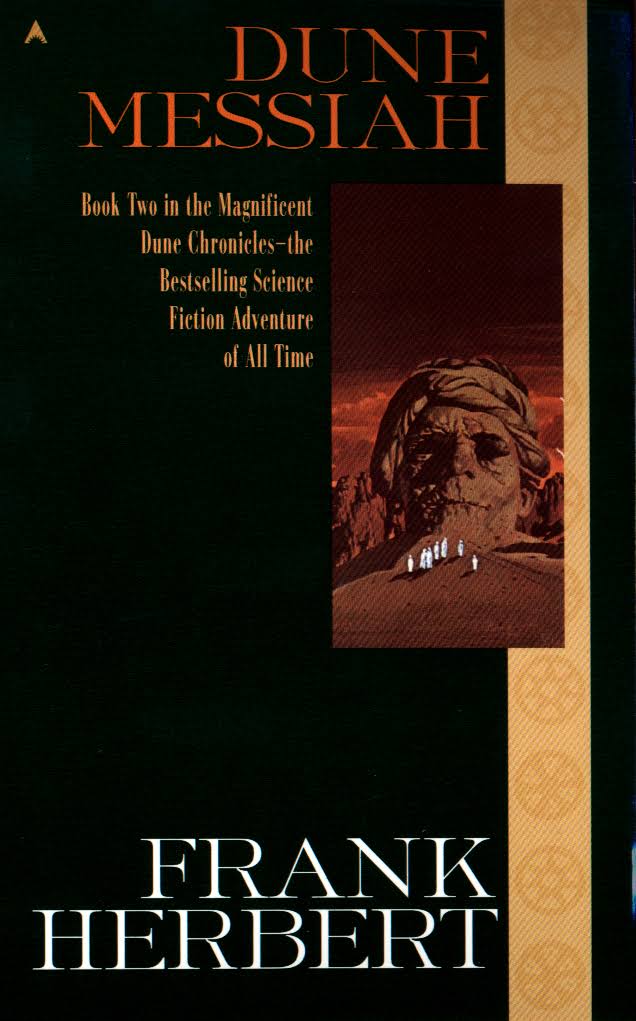 DUNE
MESSIAH
Book Two in the Magnificent
Dune Chronicles–the
Bestselling Science
Fiction Adventure
of All Time
FRANK
HERBERT